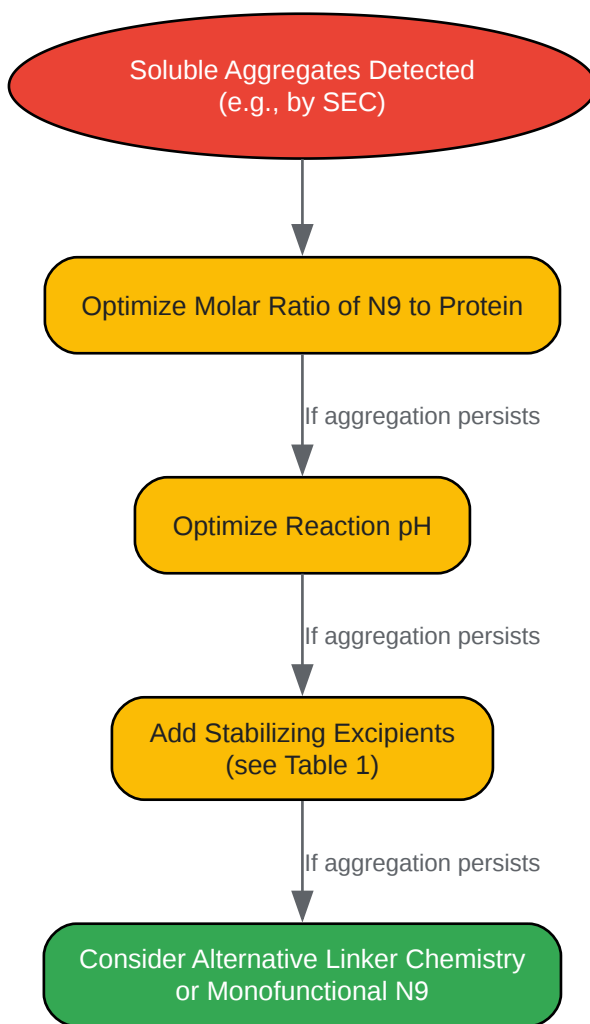 Soluble Aggregates Detected
(e.g., by SEC)
Optimize Molar Ratio of N9 to Protein
If aggregation persists
Optimize Reaction pH
If aggregation persists
Add Stabilizing Excipients
(see Table 1)
If aggregation persists
Consider Alternative Linker Chemistry
or Monofunctional N9